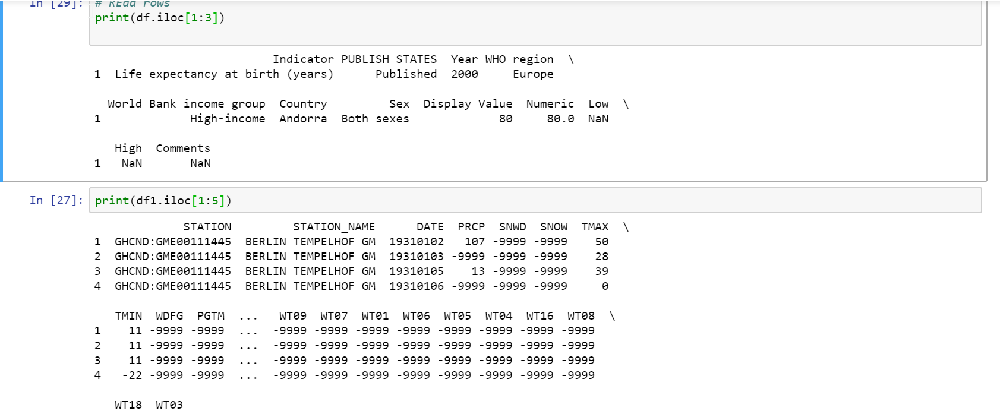 In [29]: # REad rows
print(df.iloc[1:3])
Indicator PUBLISH STATES  Year WHO region  \
1  Life expectancy at birth (years)      Published  2000     Europe
World Bank income group  Country         Sex  Display Value  Numeric  Low  \
1             High-income  Andorra  Both sexes             80     80.0  NaN
High  Comments
1   NaN       NaN
In [27]: print(df1.iloc[1:5])
STATION         STATION_NAME      DATE  PRCP  SNWD  SNOW  TMAX  \
1  GHCND:GME00111445  BERLIN TEMPELHOF GM  19310102   107 -9999 -9999    50
2  GHCND:GME00111445  BERLIN TEMPELHOF GM  19310103 -9999 -9999 -9999    28
3  GHCND:GME00111445  BERLIN TEMPELHOF GM  19310105    13 -9999 -9999    39
4  GHCND:GME00111445  BERLIN TEMPELHOF GM  19310106 -9999 -9999 -9999     0
TMIN  WDFG  PGTM  ...   WT09  WT07  WT01  WT06  WT05  WT04  WT16  WT08  \
1    11 -9999 -9999  ...  -9999 -9999 -9999 -9999 -9999 -9999 -9999 -9999
2    11 -9999 -9999  ...  -9999 -9999 -9999 -9999 -9999 -9999 -9999 -9999
3    11 -9999 -9999  ...  -9999 -9999 -9999 -9999 -9999 -9999 -9999 -9999
4   -22 -9999 -9999  ...  -9999 -9999 -9999 -9999 -9999 -9999 -9999 -9999
WT18  WT03